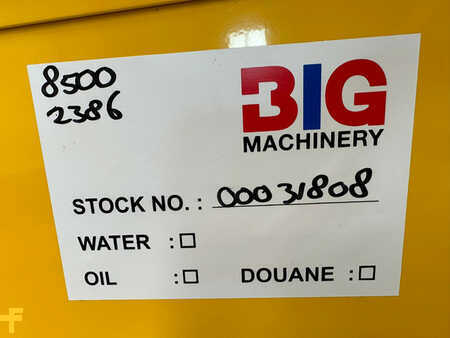 8500
2386
BIG
MACHINERY
STOCK NO. : 00031808
WATER :☐
OIL :☐ DOUANE :☐